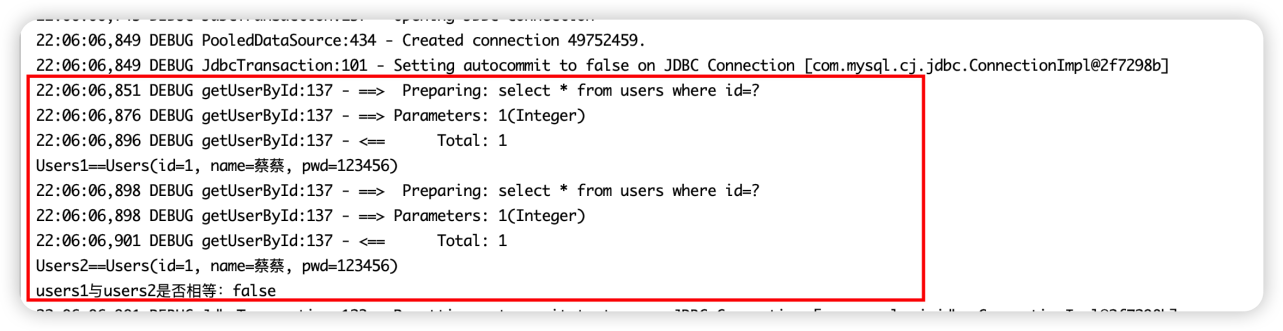 22:06:06,849 DEBUG PooledDataSource:434 - Created connection 49752459.
22:06:06,849 DEBUG JdbcTransaction:101 - Setting autocommit to false on JDBC Connection [com.mysql.cj.jdbc.ConnectionImpl@2f7298b]
22:06:06,851 DEBUG getUserById:137 - ==>  Preparing: select * from users where id=?
22:06:06,876 DEBUG getUserById:137 - ==> Parameters: 1(Integer)
22:06:06,896 DEBUG getUserById:137 - <==      Total: 1
Users1==Users(id=1, name=蔡蔡, pwd=123456)
22:06:06,898 DEBUG getUserById:137 - ==>  Preparing: select * from users where id=?
22:06:06,898 DEBUG getUserById:137 - ==> Parameters: 1(Integer)
22:06:06,901 DEBUG getUserById:137 - <==      Total: 1
Users2==Users(id=1, name=蔡蔡, pwd=123456)
users1与users2是否相等：false